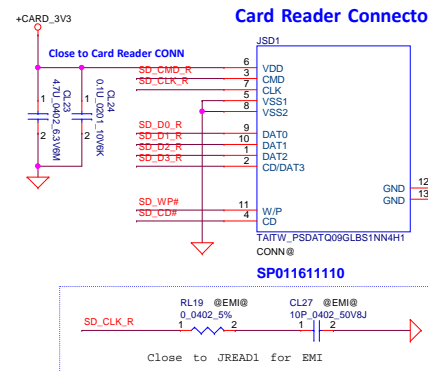 Card Reader Connecto
+CARD_3V3
JSD1
Close to Card Reader CONN
6 VDD
SD_CMD_R 3 CMD
SD_CLK_R 7 CLK
5 VSS1
8 VSS2
1 CL23 2
4.7U_0402_6.3V6M
1 CL24 2
0.1U_0201_10V6K
SD_D0_R 9 DAT0
SD_D1_R 10 DAT1
SD_D2_R 1 DAT2
SD_D3_R 2 CD/DAT3
GND 12
GND 13
SD_WP# 11 W/P
SD_CD# 4 CD
TAITW_PSDATQ09GLBS1NN4H1
CONN@
SP011611110
RL19 @EMI@ CL27 @EMI@
0_0402_5% 10P_0402_50V8J
SD_CLK_R 1 2 1 2
Close to JREAD1 for EMI